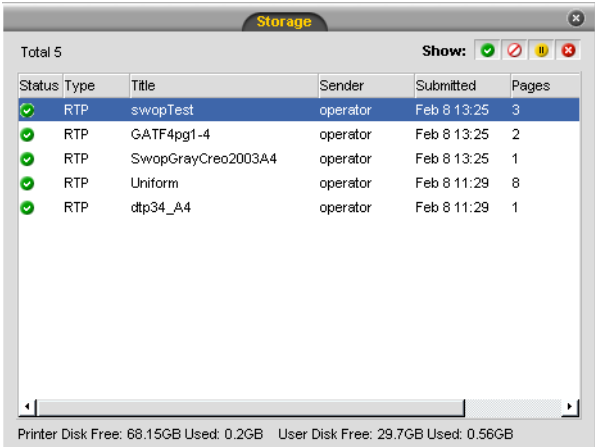 Storage
Total 5 Show:
Status Type Title Sender Submitted Pages
RTP swopTest operator Feb 8 13:25 3
RTP GATF4pg1-4 operator Feb 8 13:25 2
RTP SwopGrayCreo2003A4 operator Feb 8 13:25 1
RTP Uniform operator Feb 8 11:29 8
RTP dtp34_A4 operator Feb 8 11:29 1
Printer Disk Free: 68.15GB Used: 0.2GB User Disk Free: 29.7GB Used: 0.56GB